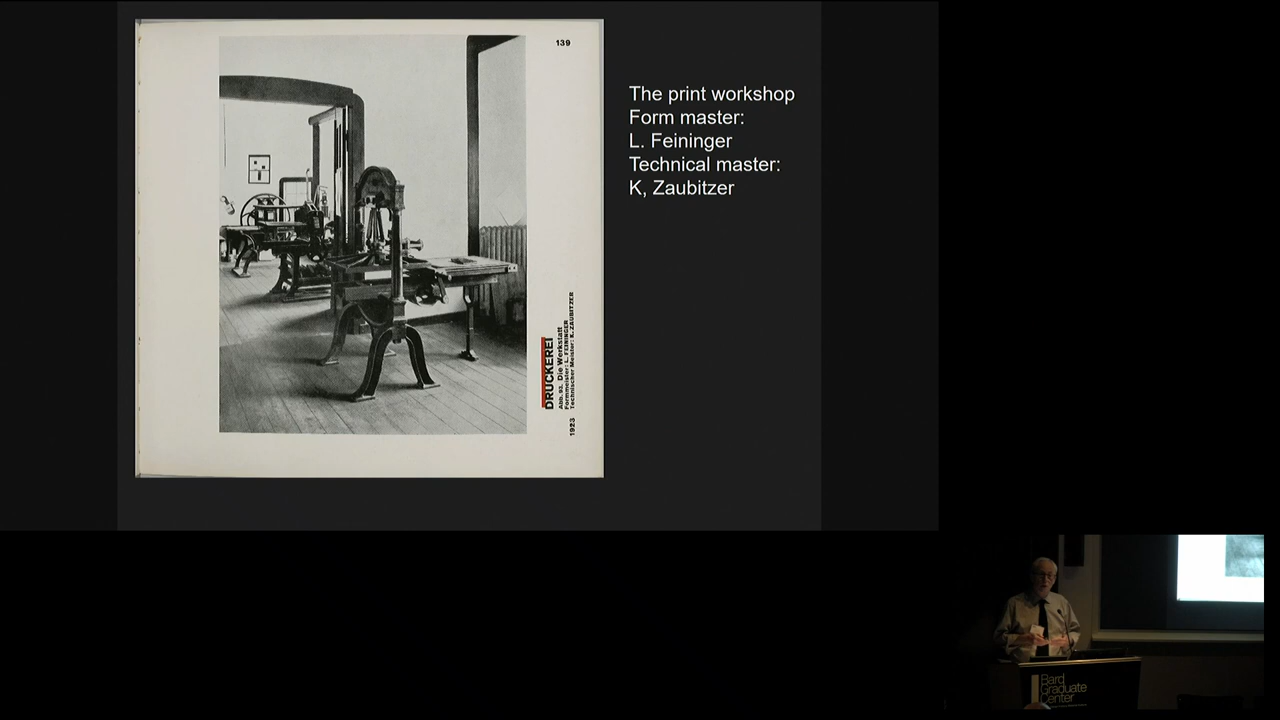 139
The print workshop
Form master:
L. Feininger
Technical master:
K, Zaubitzer
DRUCKEREI
Abb. 92. Die Werkstatt
Formmeister: L. FEININGER
Technischer Meister: K. ZAUBITZER
1923
Bard
Graduate
Center